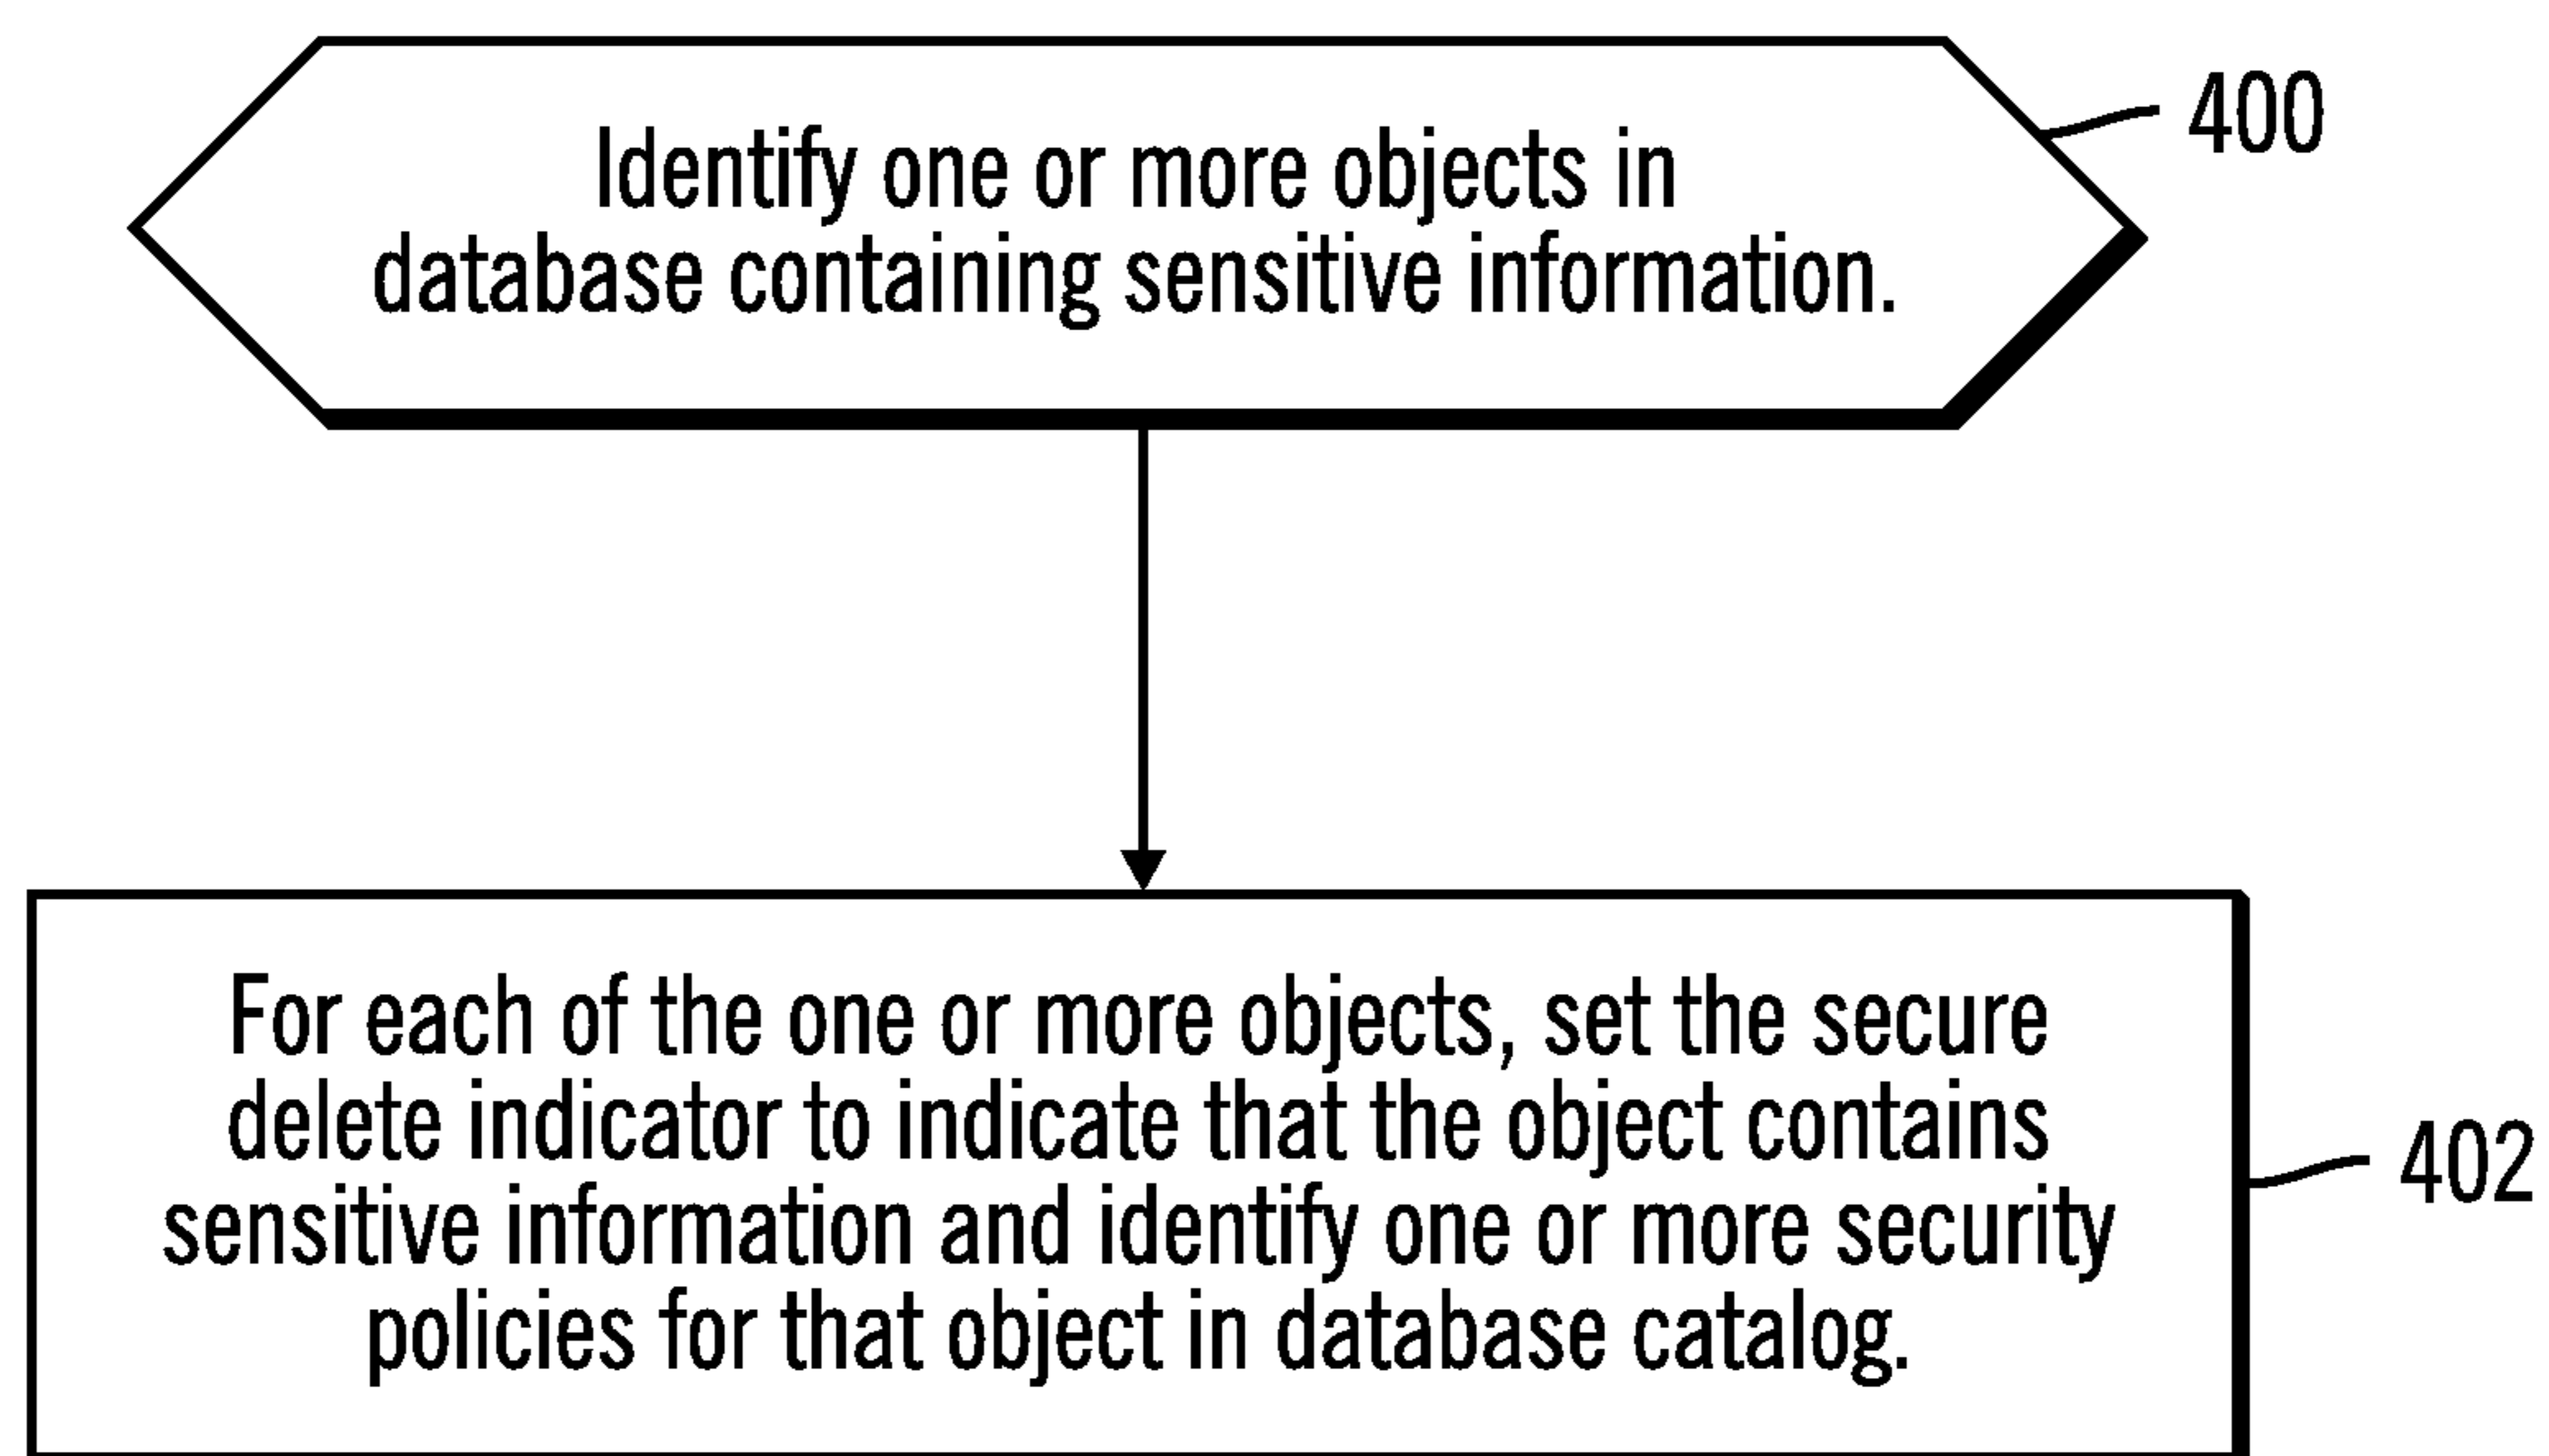 Identify one or more objects in
database containing sensitive information.
400
For each of the one or more objects, set the secure
delete indicator to indicate that the object contains
sensitive information and identify one or more security
policies for that object in database catalog.
402